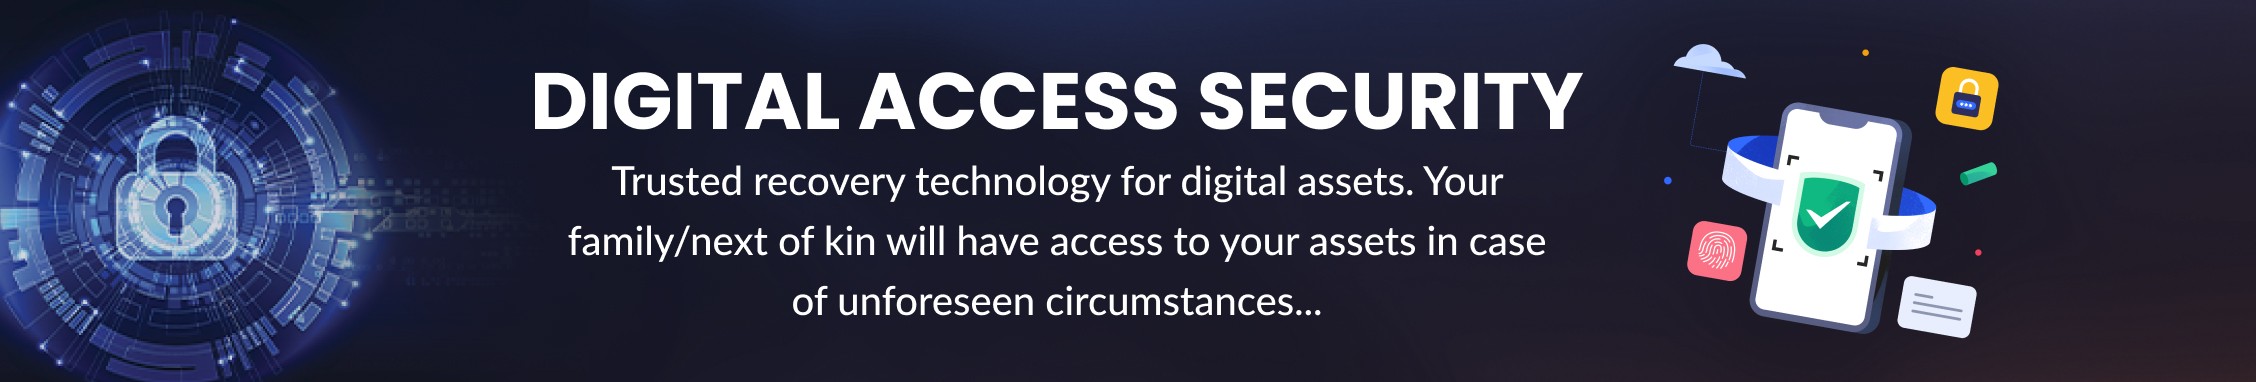 DIGITAL ACCESS SECURITY
Trusted recovery technology for digital assets. Your
family/next of kin will have access to your assets in case
of unforeseen circumstances...